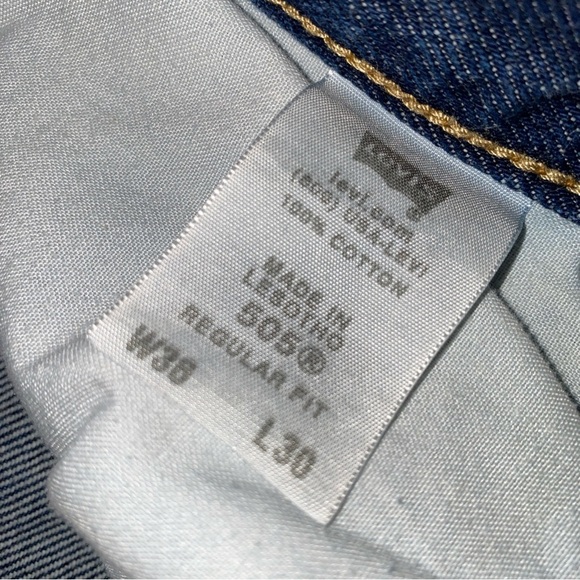 LEVI'S
®
levi.com
(800) USA-LEVI
100% COTTON
MADE IN
LESOTHO
505®
REGULAR FIT
W36 L30